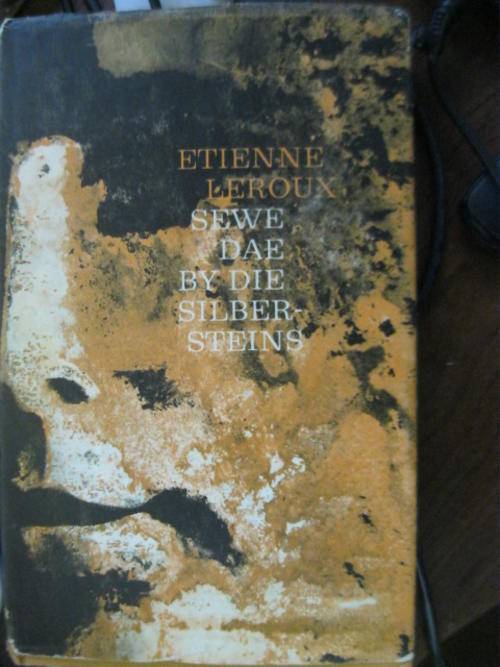 ETIENNE
LEROUX
SEWE
DAE
BY DIE
SILBER-
STEINS